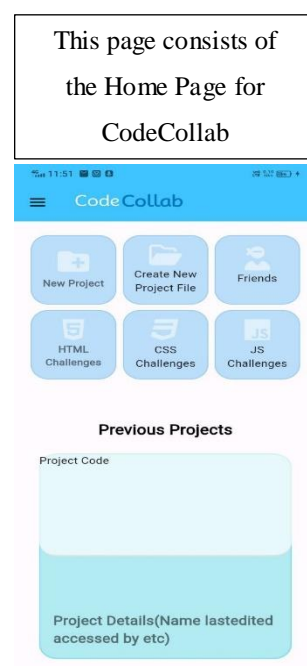 This page consists of
the Home Page for
CodeCollab
11:51
CodeCollab
New Project
Create New
Project File
Friends
HTML
Challenges
CSS
Challenges
JS
JS
Challenges
Previous Projects
Project Code
Project Details(Name lastedited
accessed by etc)